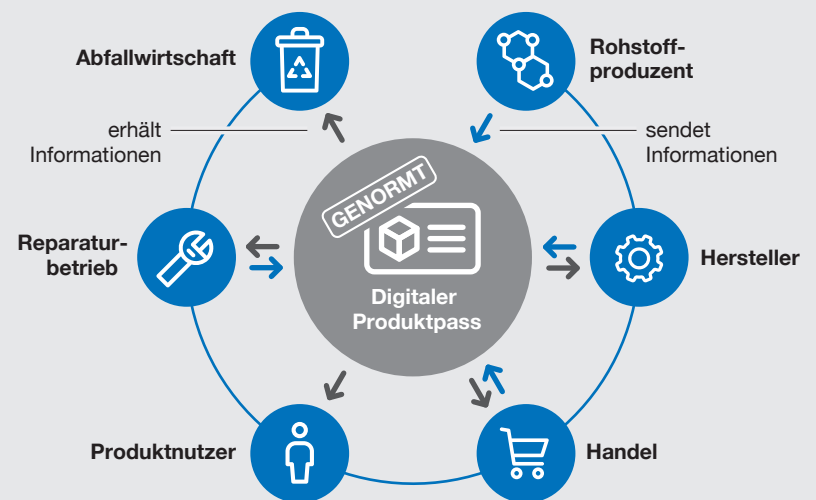 Abfallwirtschaft
Rohstoff-
produzent
erhält
Informationen
sendet
Informationen
GENORMT
Reparatur-
betrieb
Hersteller
Digitaler
Produktpass
Produktnutzer
Handel